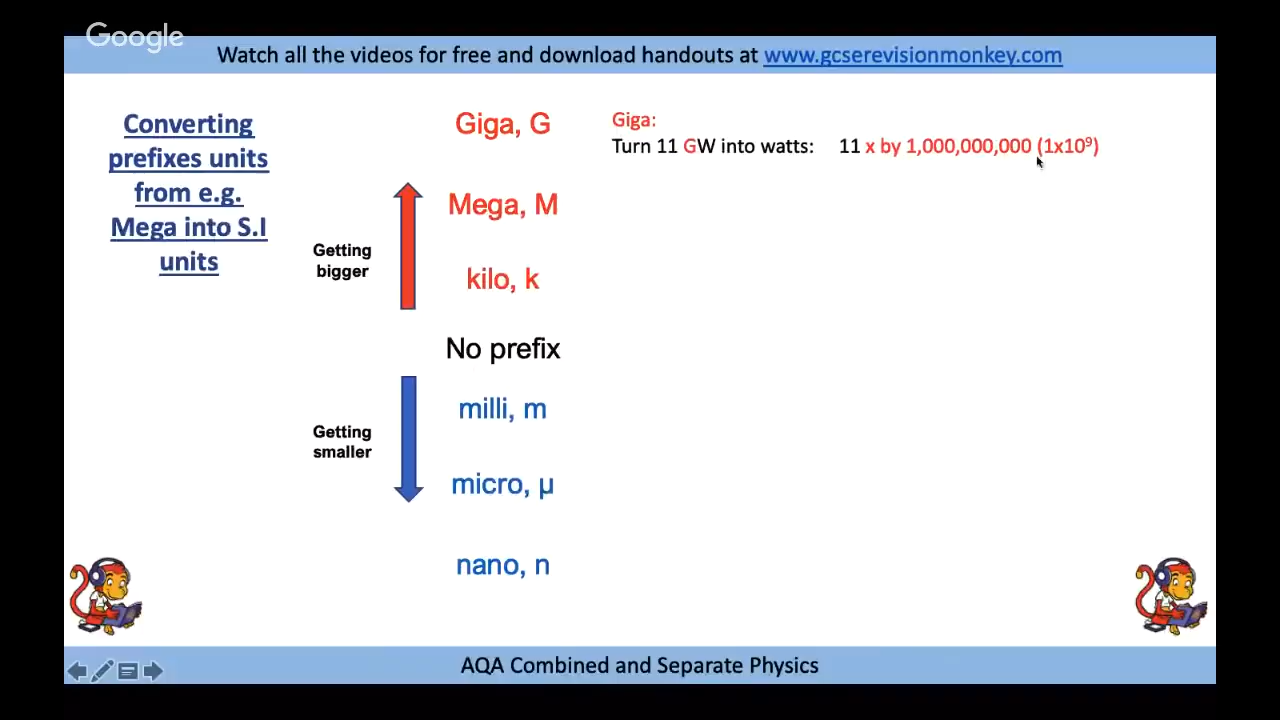 Google
Watch all the videos for free and download handouts at www.gcserevisionmonkey.com
Converting
prefixes units
from e.g.
Mega into S.I
units
Getting
bigger
Getting
smaller
Giga, G
Mega, M
kilo, k
No prefix
milli, m
micro, µ
nano, n
Giga:
Turn 11 GW into watts: 11 x by 1,000,000,000 (1x10⁹)
AQA Combined and Separate Physics